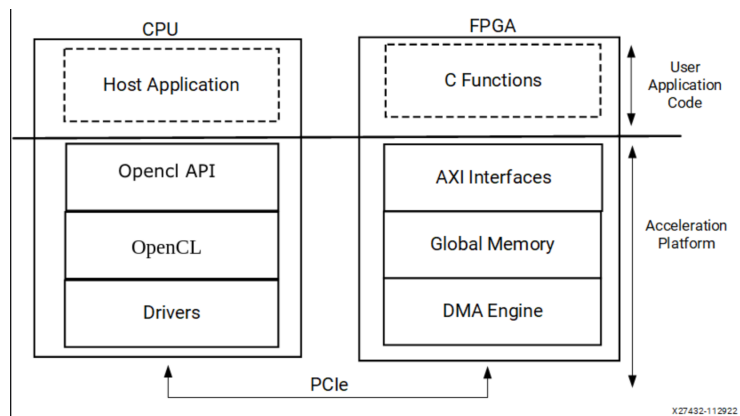 CPU
FPGA
Host Application
C Functions
User
Application
Code
Opencl API
AXI Interfaces
OpenCL
Global Memory
Acceleration
Platform
Drivers
DMA Engine
PCIe
X27432-112922